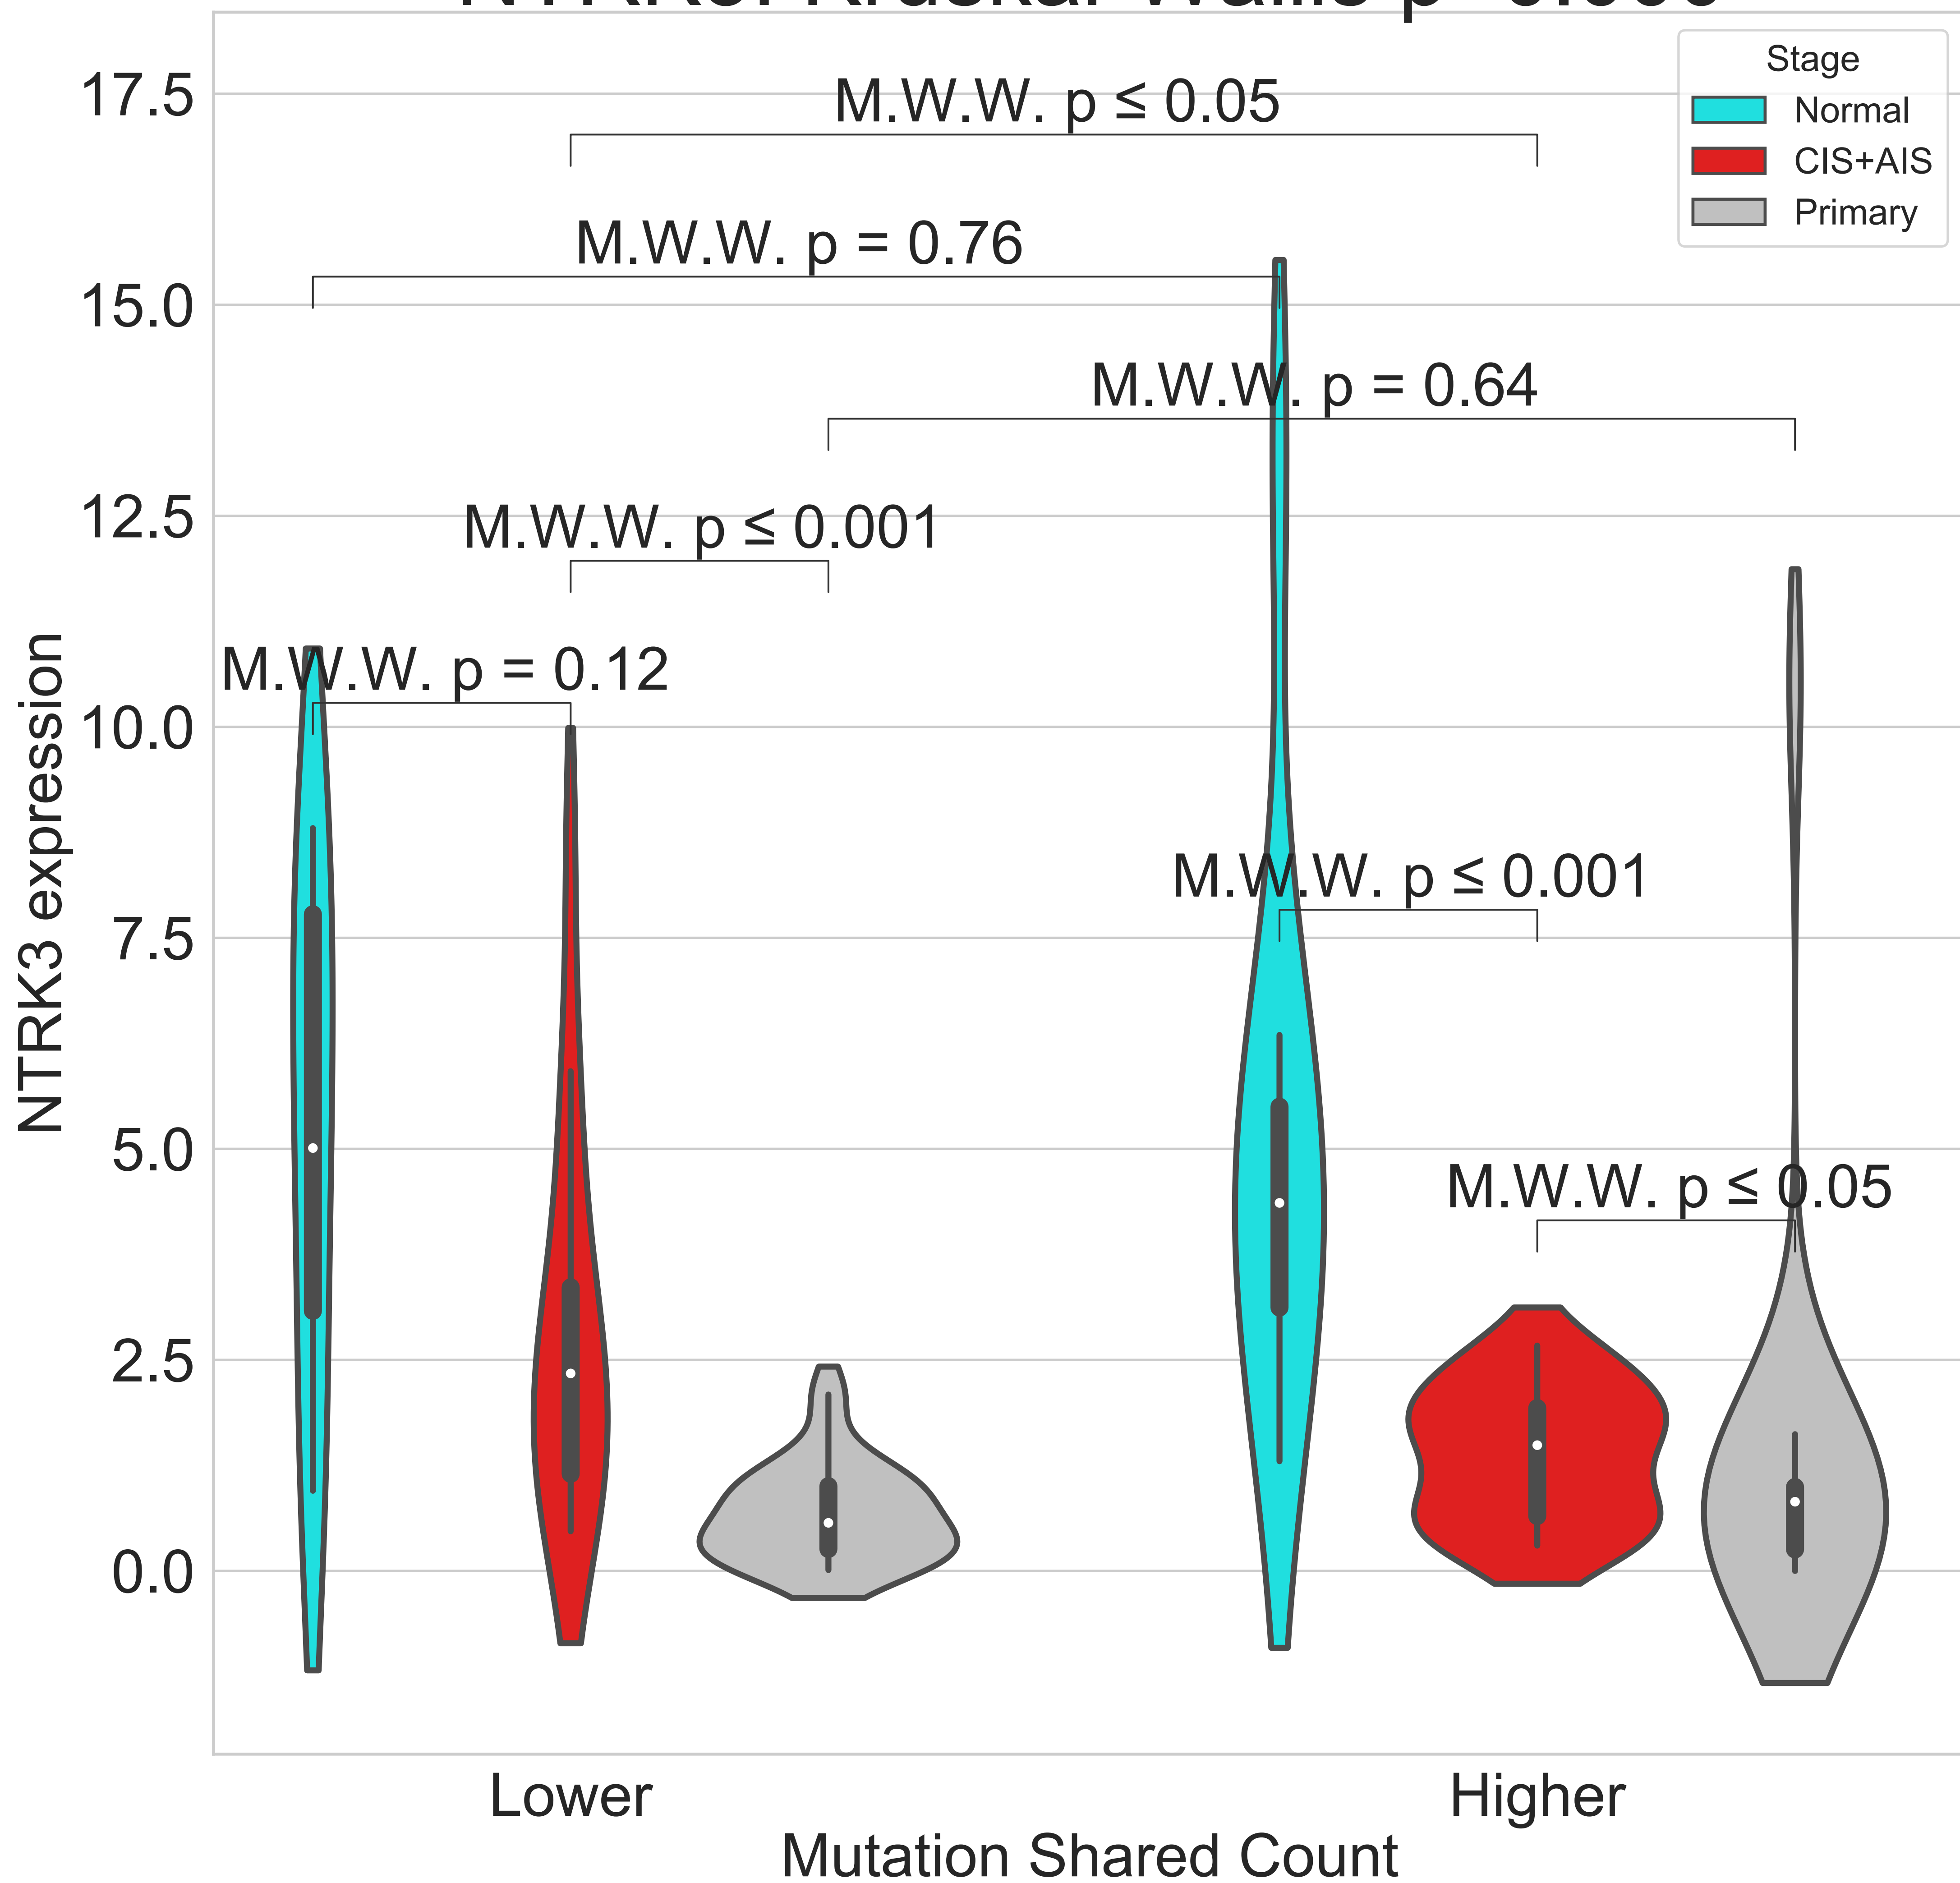 Stage
Normal
CIS+AIS
Primary
M.W.W. p ≤ 0.05
M.W.W. p = 0.76
M.W.W. p = 0.64
M.W.W. p ≤ 0.001
M.W.W. p = 0.12
M.W.W. p ≤ 0.001
M.W.W. p ≤ 0.05
17.5
15.0
12.5
10.0
7.5
5.0
2.5
0.0
NTRK3 expression
Lower
Higher
Mutation Shared Count